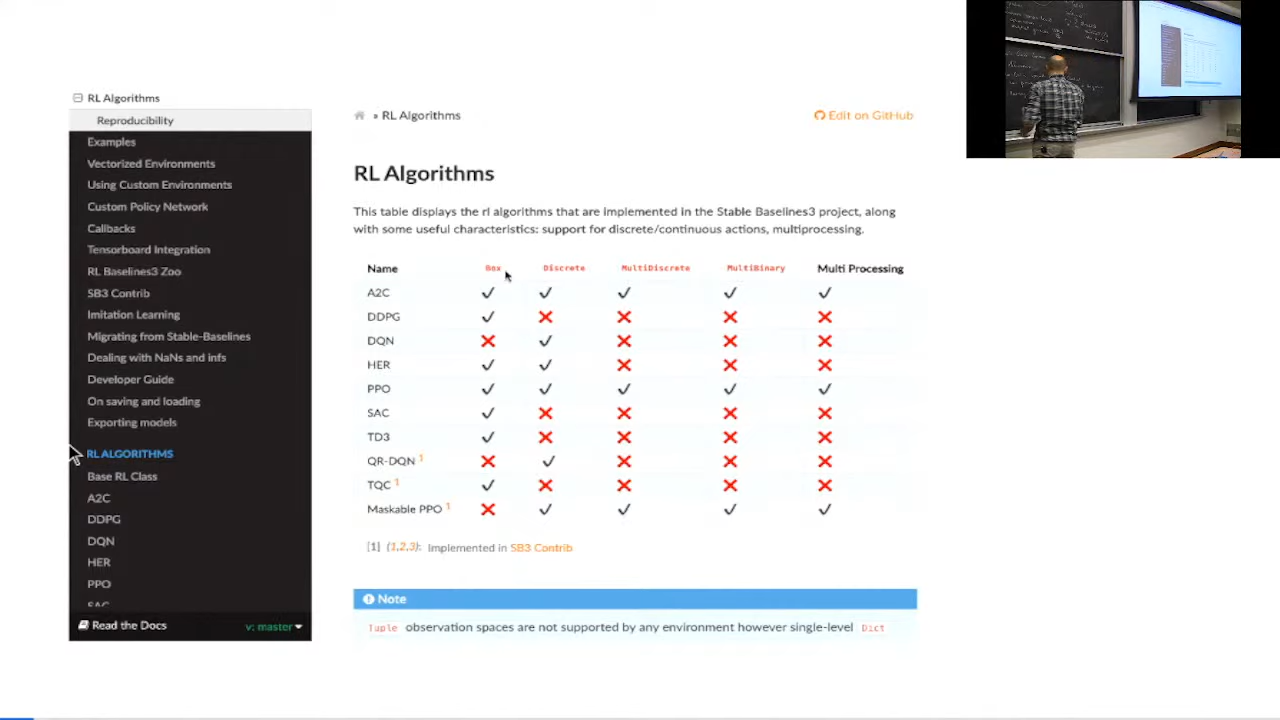 RL Algorithms
Reproducibility
Examples
Vectorized Environments
Using Custom Environments
Custom Policy Network
Callbacks
Tensorboard Integration
RL Baselines3 Zoo
SB3 Contrib
Imitation Learning
Migrating from Stable-Baselines
Dealing with NaNs and infs
Developer Guide
On saving and loading
Exporting models
RL ALGORITHMS
Base RL Class
A2C
DDPG
DQN
HER
PPO
SAC
Read the Docs v: master
» RL Algorithms
Edit on GitHub
RL Algorithms
This table displays the rl algorithms that are implemented in the Stable Baselines3 project, along
with some useful characteristics: support for discrete/continuous actions, multiprocessing.
Name Box Discrete MultiDiscrete MultiBinary Multi Processing
A2C ✓ ✓ ✓ ✓ ✓
DDPG ✓ ❌ ❌ ❌ ❌
DQN ❌ ✓ ❌ ❌ ❌
HER ✓ ✓ ❌ ❌ ❌
PPO ✓ ✓ ✓ ✓ ✓
SAC ✓ ❌ ❌ ❌ ❌
TD3 ✓ ❌ ❌ ❌ ❌
QR-DQN 1 ❌ ✓ ❌ ❌ ❌
TQC 1 ✓ ❌ ❌ ❌ ❌
Maskable PPO 1 ❌ ✓ ✓ ✓ ✓
[1] (1,2,3): Implemented in SB3 Contrib
Note
Tuple observation spaces are not supported by any environment however single-level Dict